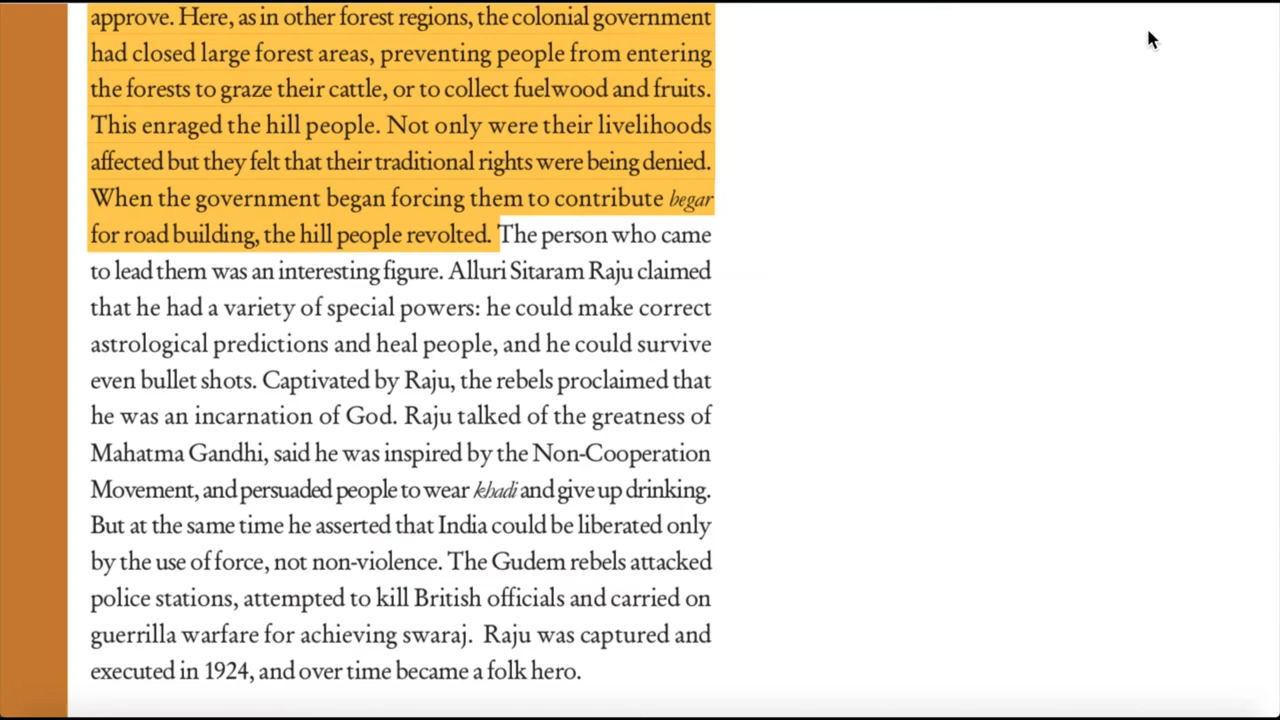 approve. Here, as in other forest regions, the colonial government
had closed large forest areas, preventing people from entering
the forests to graze their cattle, or to collect fuelwood and fruits.
This enraged the hill people. Not only were their livelihoods
affected but they felt that their traditional rights were being denied.
When the government began forcing them to contribute begar
for road building, the hill people revolted. The person who came
to lead them was an interesting figure. Alluri Sitaram Raju claimed
that he had a variety of special powers: he could make correct
astrological predictions and heal people, and he could survive
even bullet shots. Captivated by Raju, the rebels proclaimed that
he was an incarnation of God. Raju talked of the greatness of
Mahatma Gandhi, said he was inspired by the Non-Cooperation
Movement, and persuaded people to wear khadi and give up drinking.
But at the same time he asserted that India could be liberated only
by the use of force, not non-violence. The Gudem rebels attacked
police stations, attempted to kill British officials and carried on
guerrilla warfare for achieving swaraj. Raju was captured and
executed in 1924, and over time became a folk hero.